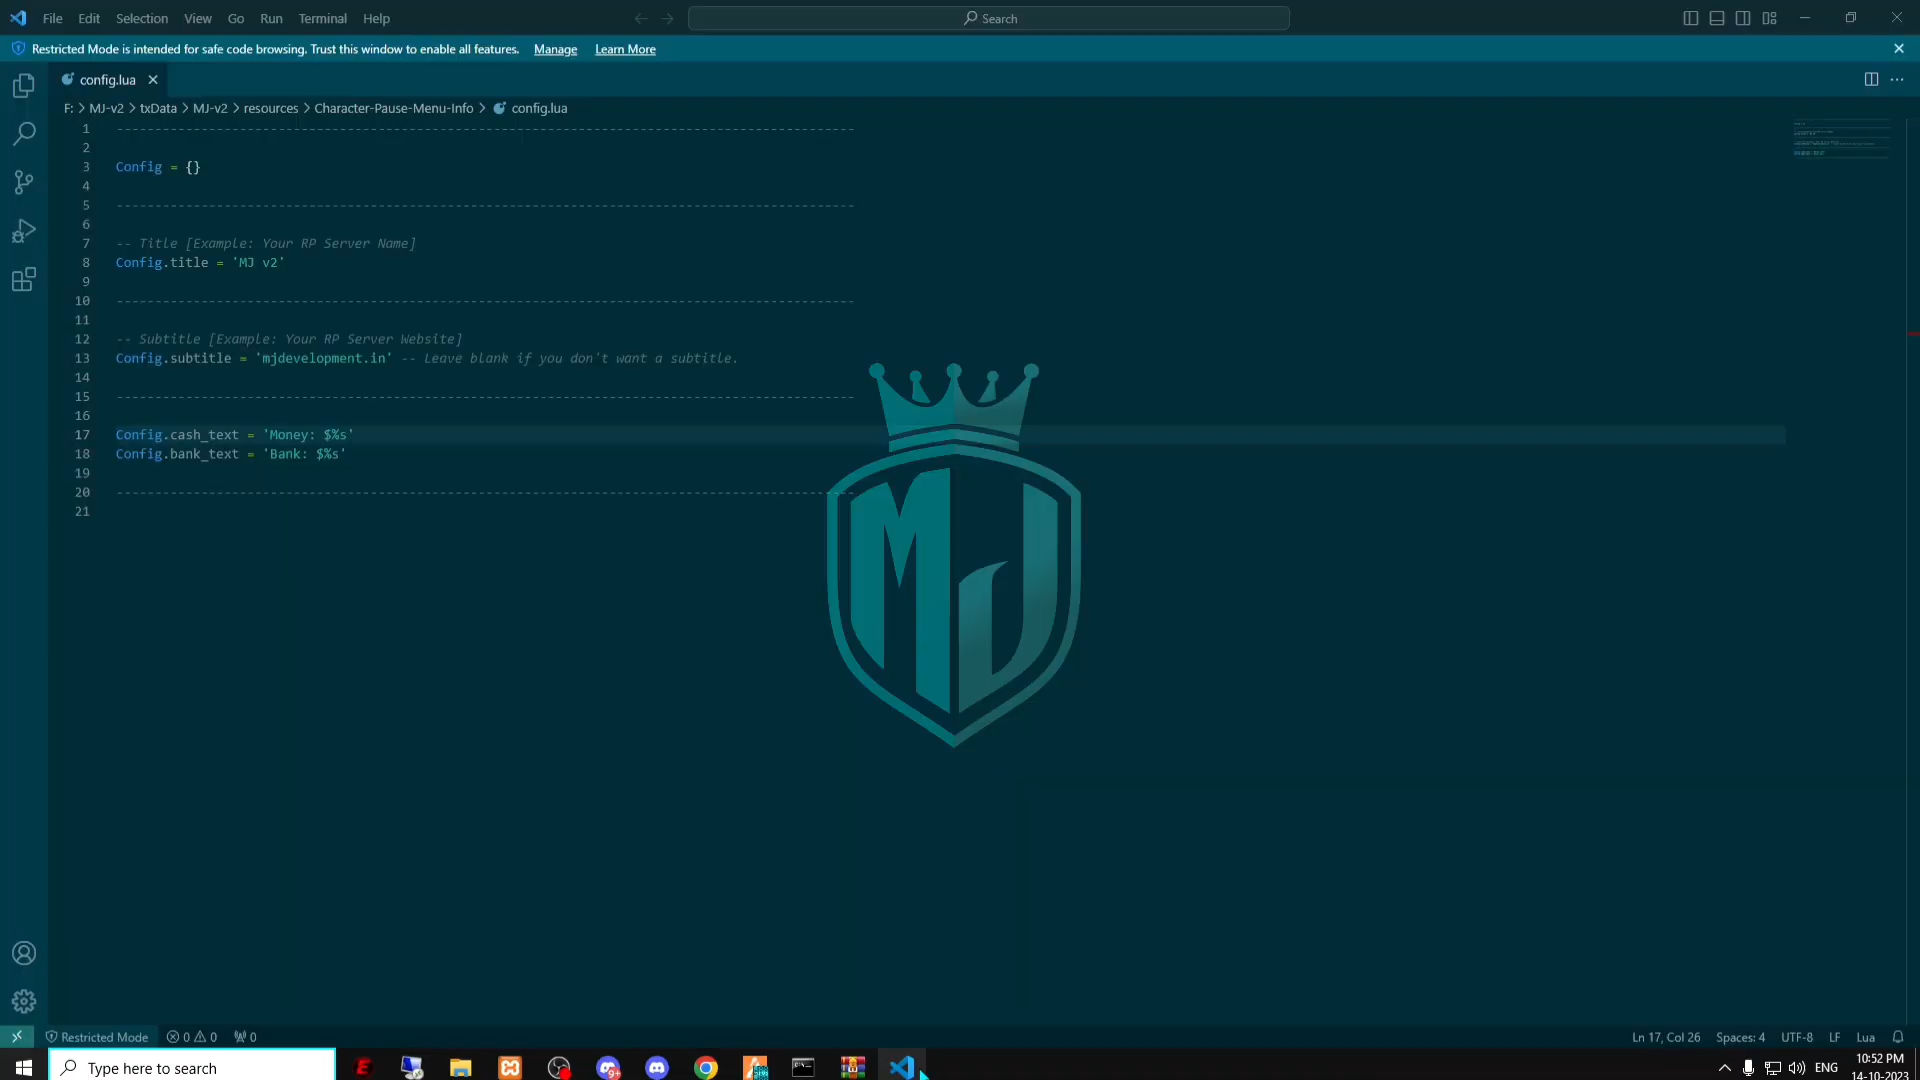 File Edit Selection View Go Run Terminal Help Search
Restricted Mode is intended for safe code browsing. Trust this window to enable all features. Manage Learn More
config.lua
F: > MJ-v2 > txData > MJ-v2 > resources > Character-Pause-Menu-Info > config.lua
1 ------------------------------------------------------------------------------------------------
2
3 Config = {}
4
5 ------------------------------------------------------------------------------------------------
6
7 -- Title [Example: Your RP Server Name]
8 Config.title = 'MJ v2'
9
10 ------------------------------------------------------------------------------------------------
11
12 -- Subtitle [Example: Your RP Server Website]
13 Config.subtitle = 'mjdevelopment.in' -- Leave blank if you don't want a subtitle.
14
15 ------------------------------------------------------------------------------------------------
16
17 Config.cash_text = 'Money: $%s'
18 Config.bank_text = 'Bank: $%s'
19
20 ------------------------------------------------------------------------------------------------
21
MJ
Restricted Mode 0 0 0 Ln 17, Col 26 Spaces: 4 UTF-8 LF Lua
Type here to search 9+ ENG 10:52 PM
14-10-2023